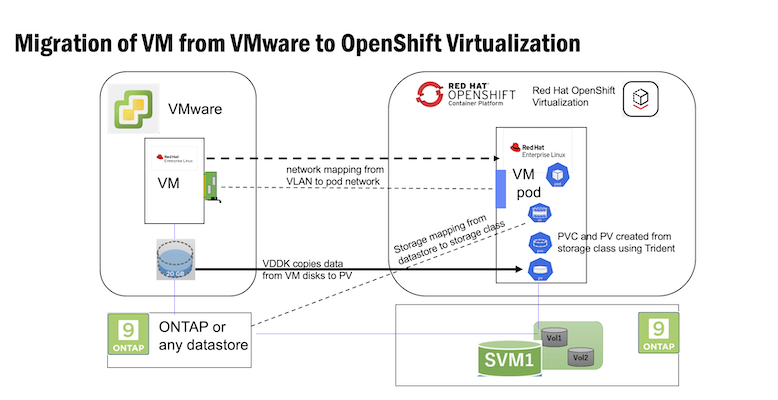 Migration of VM from VMware to OpenShift Virtualization
VMware
RED HAT
OPENSHIFT
Container Platform
Red Hat OpenShift
Virtualization
Red Hat
Enterprise Linux
VM
network mapping from
VLAN to pod network
Red Hat
Enterprise Linux
VM
pod
pod
Storage mapping from
datastore to storage class
PVC and PV created from
storage class using Trident
20 GB
VDDK copies data
from VM disks to PV
9
ONTAP
ONTAP or
any datastore
SVM1
Vol1
Vol2
9
ONTAP